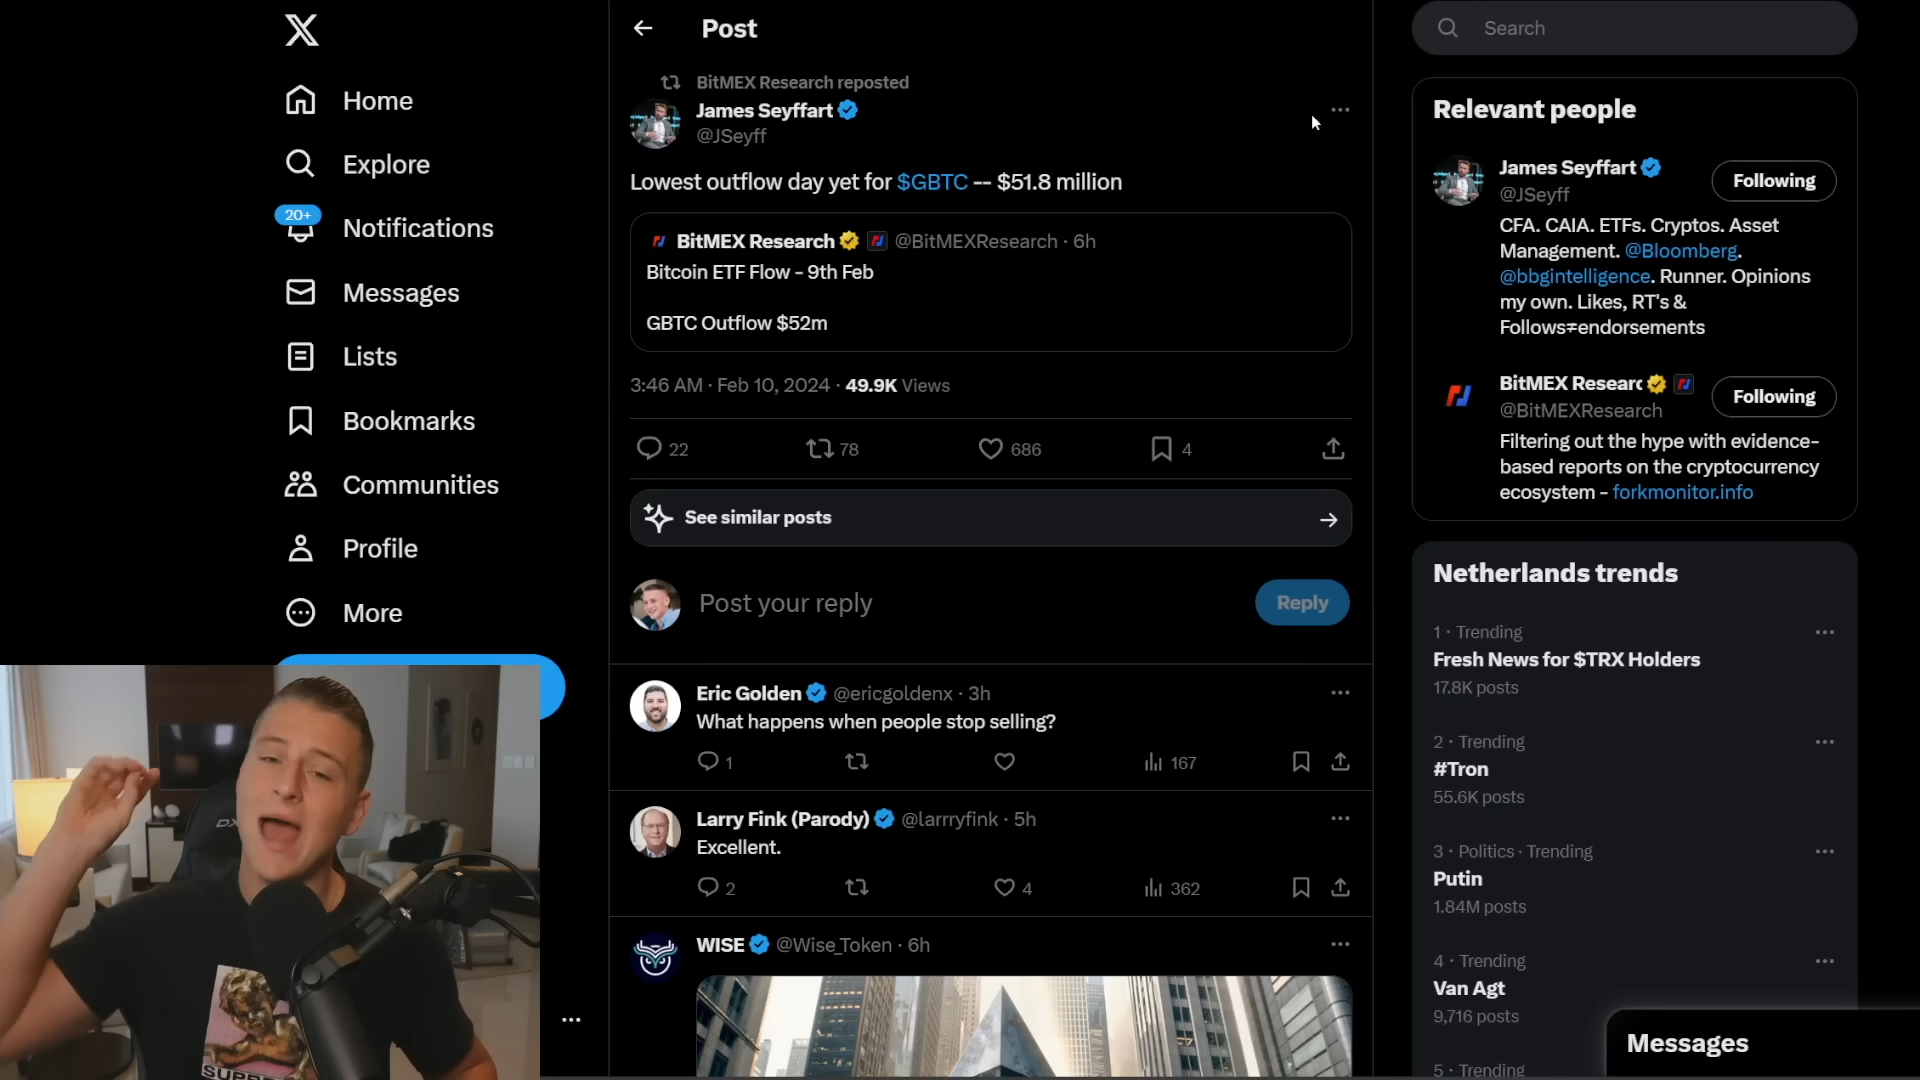 Home
Explore
20+
Notifications
Messages
Lists
Bookmarks
Communities
Profile
More
Post
BitMEX Research reposted
James Seyffart
@JSeyff
Lowest outflow day yet for $GBTC -- $51.8 million
BitMEX Research @BitMEXResearch · 6h
Bitcoin ETF Flow - 9th Feb
GBTC Outflow $52m
3:46 AM · Feb 10, 2024 · 49.9K Views
22 78 686 4
See similar posts
Post your reply
Reply
Eric Golden @ericgoldenx · 3h
What happens when people stop selling?
1 167
Larry Fink (Parody) @larrryfink · 5h
Excellent.
2 4 362
WISE @Wise_Token · 6h
Search
Relevant people
James Seyffart
Following
@JSeyff
CFA. CAIA. ETFs. Cryptos. Asset
Management. @Bloomberg.
@bbgintelligence. Runner. Opinions
my own. Likes, RT's &
Follows≠endorsements
BitMEX Researc
Following
@BitMEXResearch
Filtering out the hype with evidence-
based reports on the cryptocurrency
ecosystem - forkmonitor.info
Netherlands trends
1 · Trending
Fresh News for $TRX Holders
17.8K posts
2 · Trending
#Tron
55.6K posts
3 · Politics · Trending
Putin
1.84M posts
4 · Trending
Van Agt
9,716 posts
5 · Trending
Messages
DX